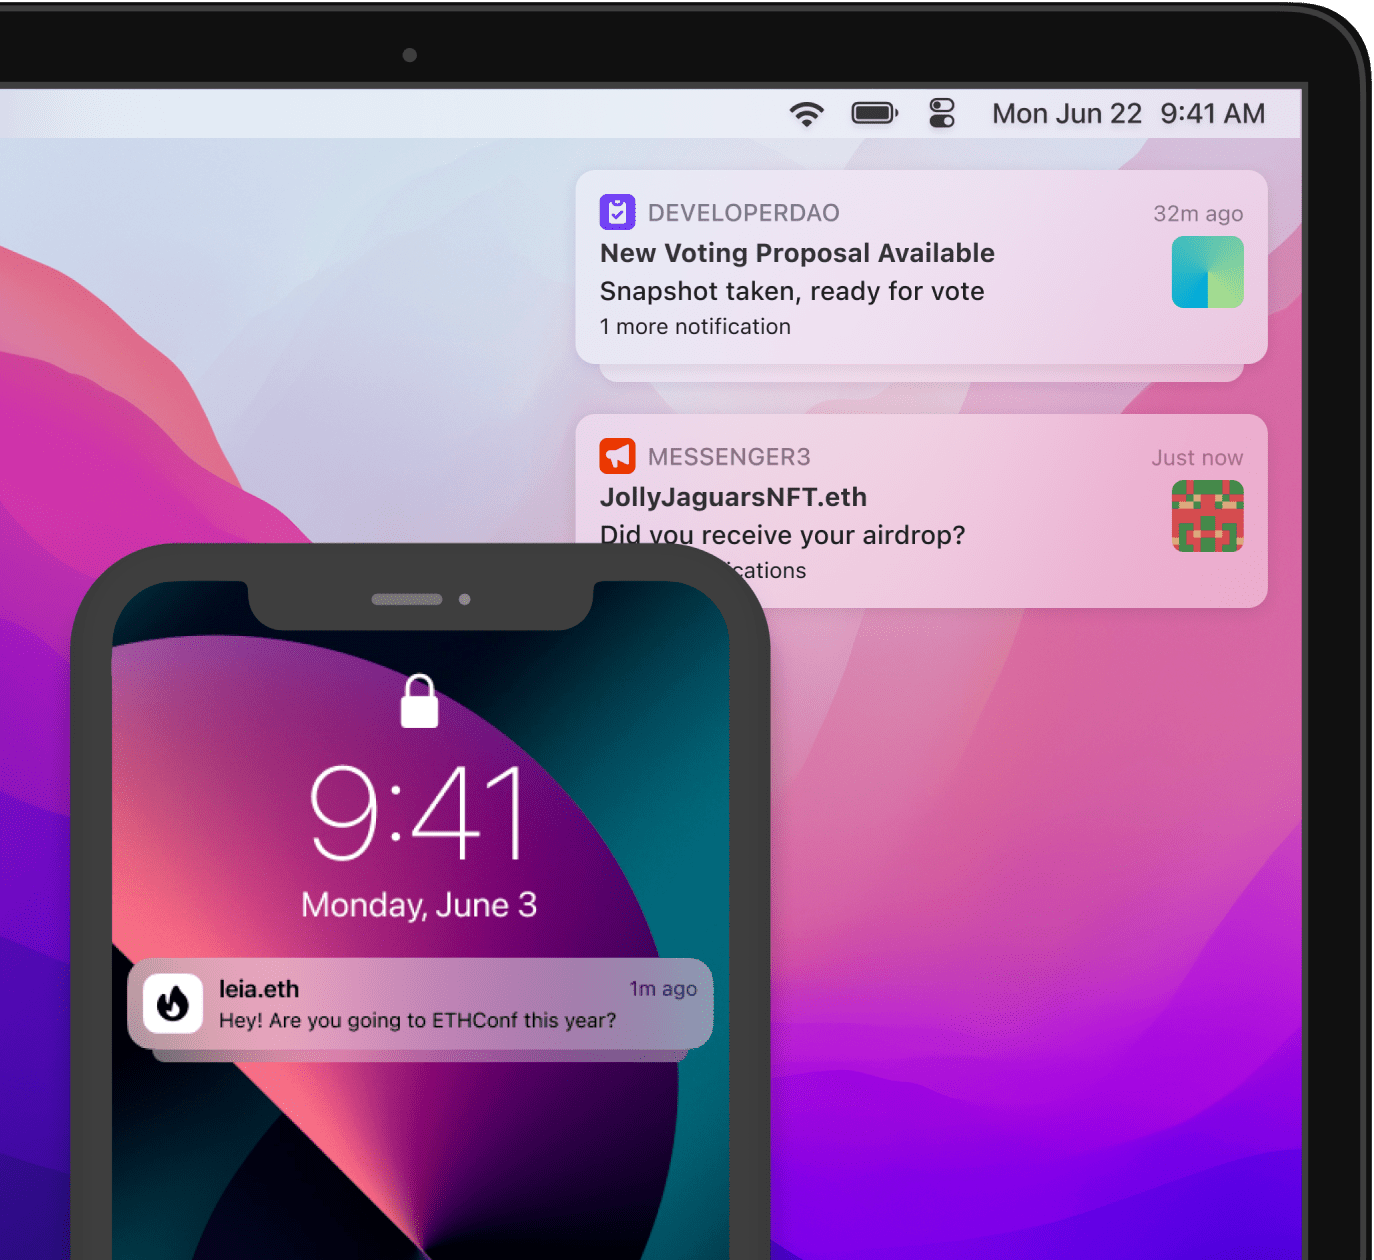 Mon Jun 22 9:41 AM
DEVELOPERDAO 32m ago
New Voting Proposal Available
Snapshot taken, ready for vote
1 more notification
MESSENGER3 Just now
JollyJaguarsNFT.eth
Did you receive your airdrop?
9:41
Monday, June 3
leia.eth 1m ago
Hey! Are you going to ETHConf this year?